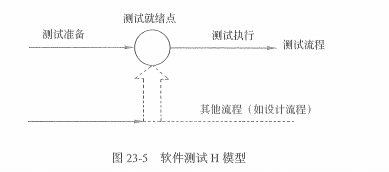 测试就绪点
测试准备
测试执行
测试流程
其他流程（如设计流程）
图 23-5 软件测试 H 模型